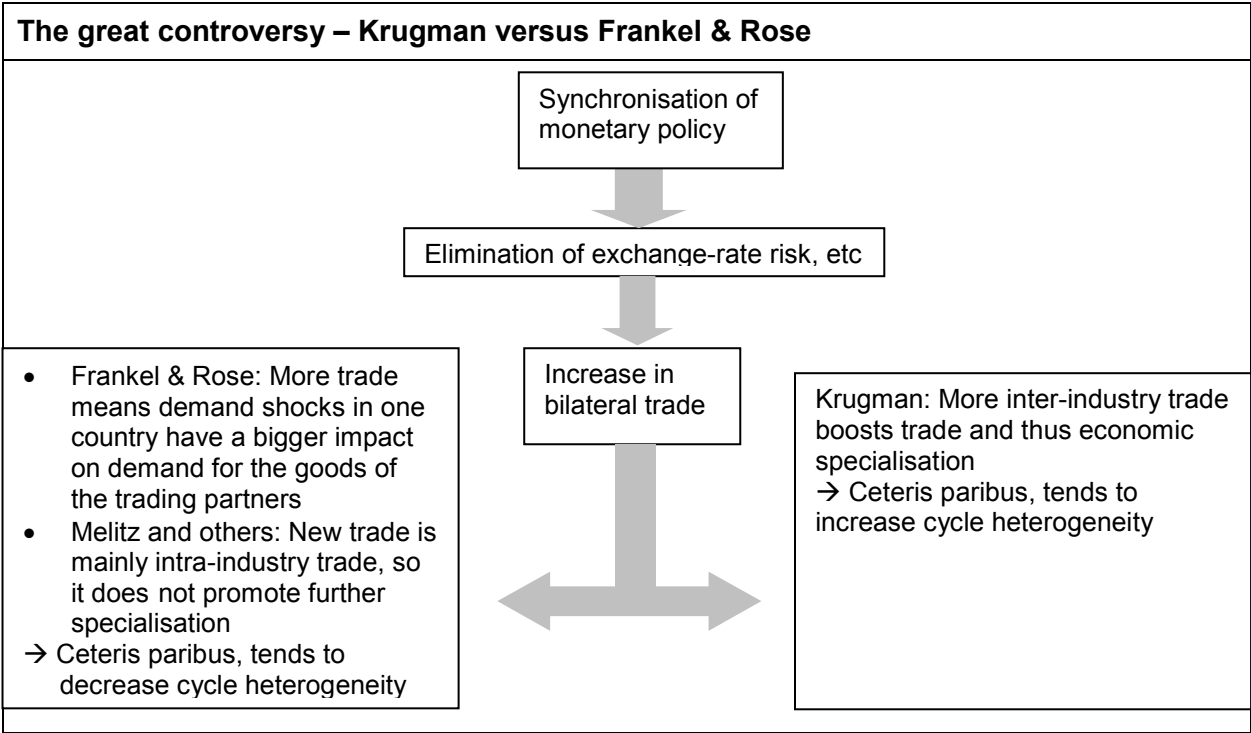 The great controversy – Krugman versus Frankel & Rose
Synchronisation of
monetary policy
Elimination of exchange-rate risk, etc
Increase in
bilateral trade
• Frankel & Rose: More trade
means demand shocks in one
country have a bigger impact
on demand for the goods of
the trading partners
• Melitz and others: New trade is
mainly intra-industry trade, so
it does not promote further
specialisation
→ Ceteris paribus, tends to
decrease cycle heterogeneity
Krugman: More inter-industry trade
boosts trade and thus economic
specialisation
→ Ceteris paribus, tends to
increase cycle heterogeneity